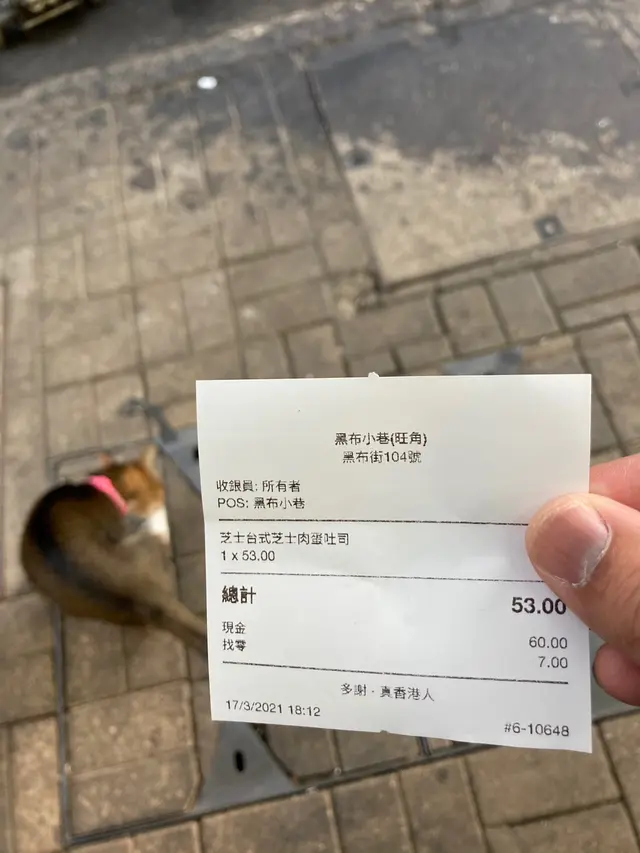 黑布小巷(旺角)
黑布街104號
收銀員: 所有者
POS: 黑布小巷
芝士台式芝士肉蛋吐司
1 x 53.00
總計 53.00
現金 60.00
找零 7.00
多謝 · 真香港人
17/3/2021 18:12 #6-10648